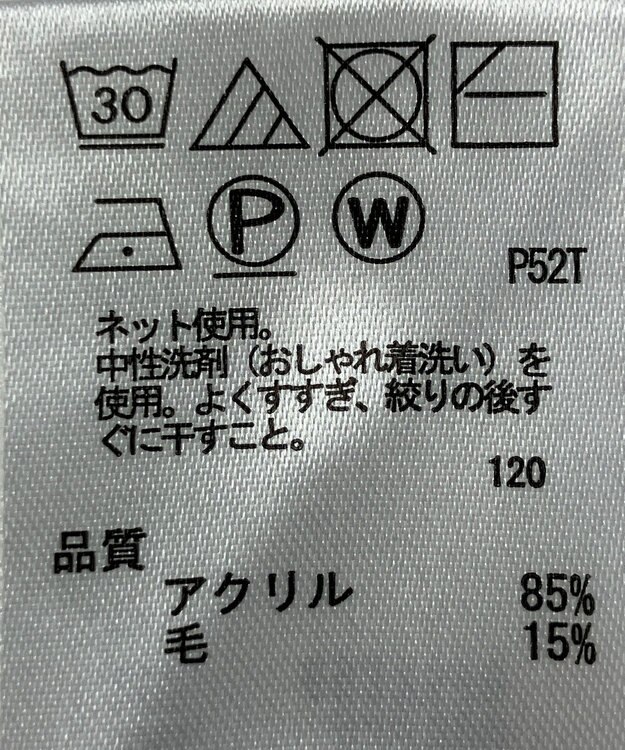 30
P W
P52T
ネット使用。
中性洗剤（おしゃれ着洗い）を
使用。よくすすぎ、絞りの後す
ぐに干すこと。
120
品質
アクリル 85%
毛 15%